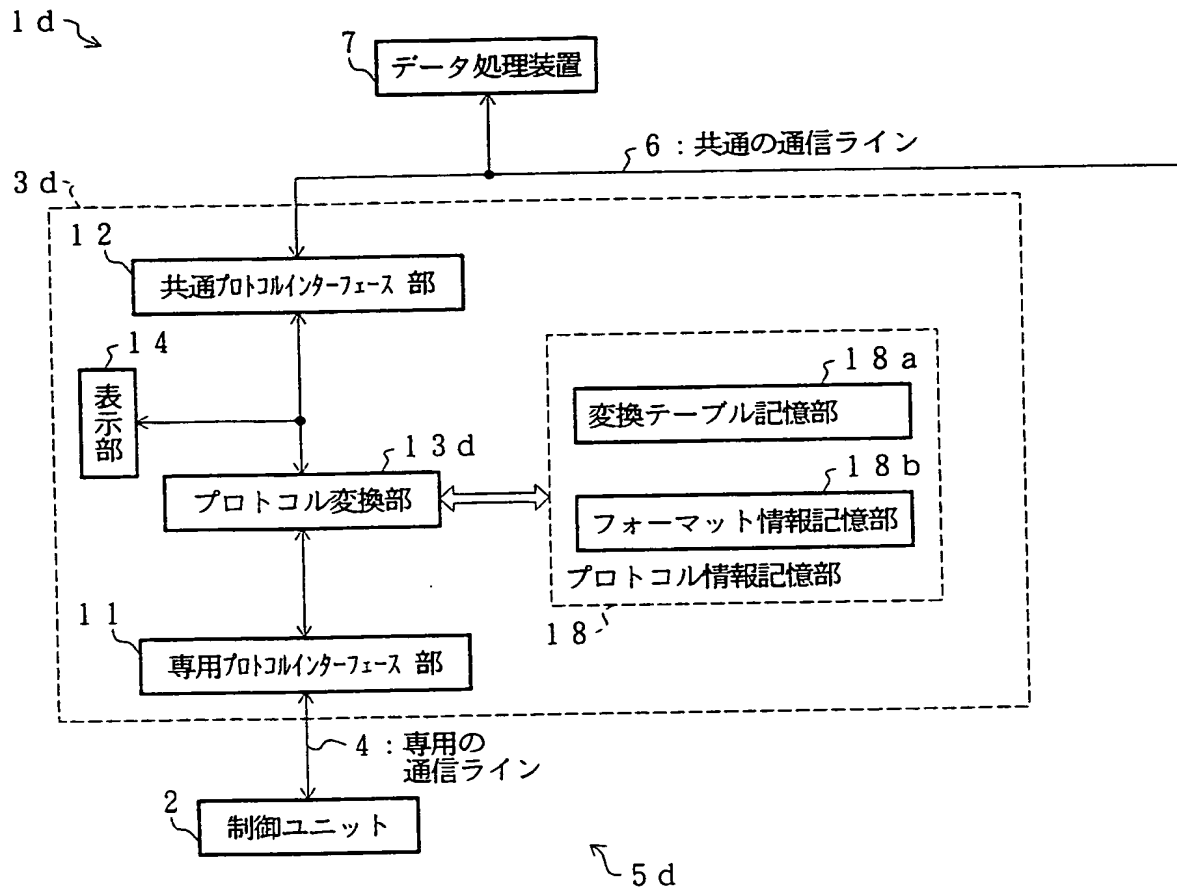 1d
7
データ処理装置
6:共通の通信ライン
3d
12
共通プロトコルインターフェース 部
14
表示部
18a
変換テーブル記憶部
13d
プロトコル変換部
18b
フォーマット情報記憶部
プロトコル情報記憶部
18
11
専用プロトコルインターフェース 部
4:専用の
通信ライン
2
制御ユニット
5d